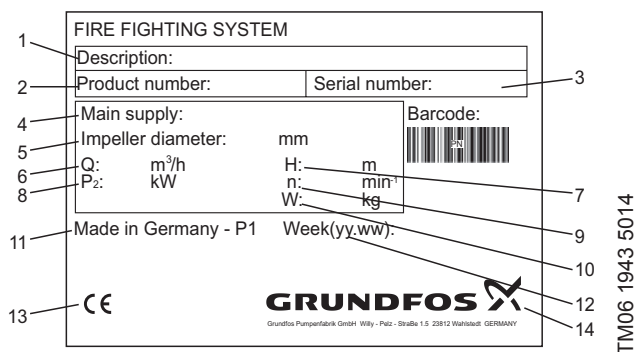 FIRE FIGHTING SYSTEM
1
Description:
2
Product number:
Serial number:
3
4
Main supply:
Barcode:
5
Impeller diameter: mm
PN
6
Q: m³/h
H: m
7
8
P₂: kW
n: min⁻¹
9
W: kg
10
11
Made in Germany - P1
Week(yy.ww):
12
13
CE
GRUNDFOS
14
Grundfos Pumpenfabrik GmbH Willy - Pelz - StraBe 1.5 23812 Wahlstedt GERMANY
TM06 1943 5014